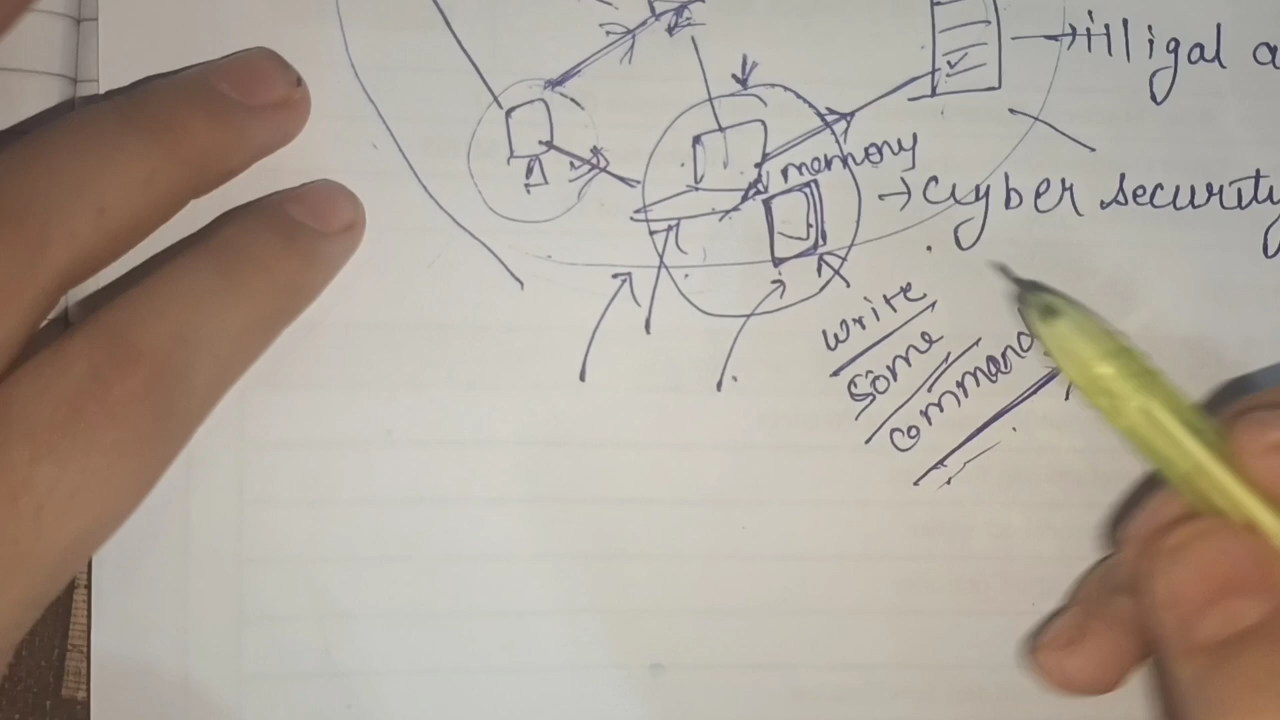 →illigal a
memory
→Cyber security
write
some
command